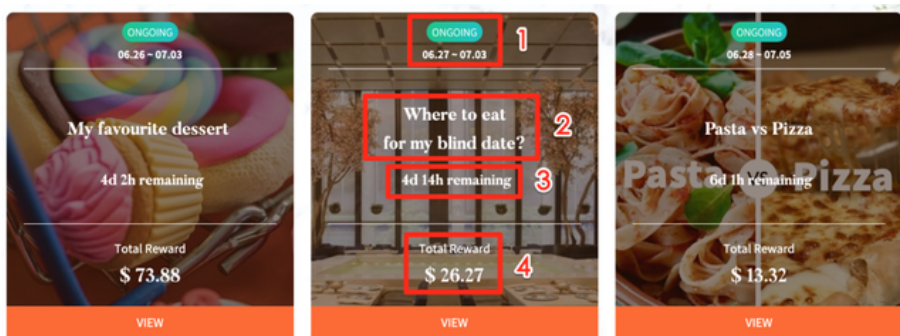 ONGOING
06.26 ~ 07.03
My favourite dessert
4d 2h remaining
Total Reward
$ 73.88
VIEW
ONGOING
1
06.27 ~ 07.03
Where to eat
2
for my blind date?
4d 14h remaining
3
Total Reward
4
$ 26.27
VIEW
ONGOING
06.28 ~ 07.05
Pasta vs Pizza
Pasta VS Pizza
6d 1h remaining
Total Reward
$ 13.32
VIEW